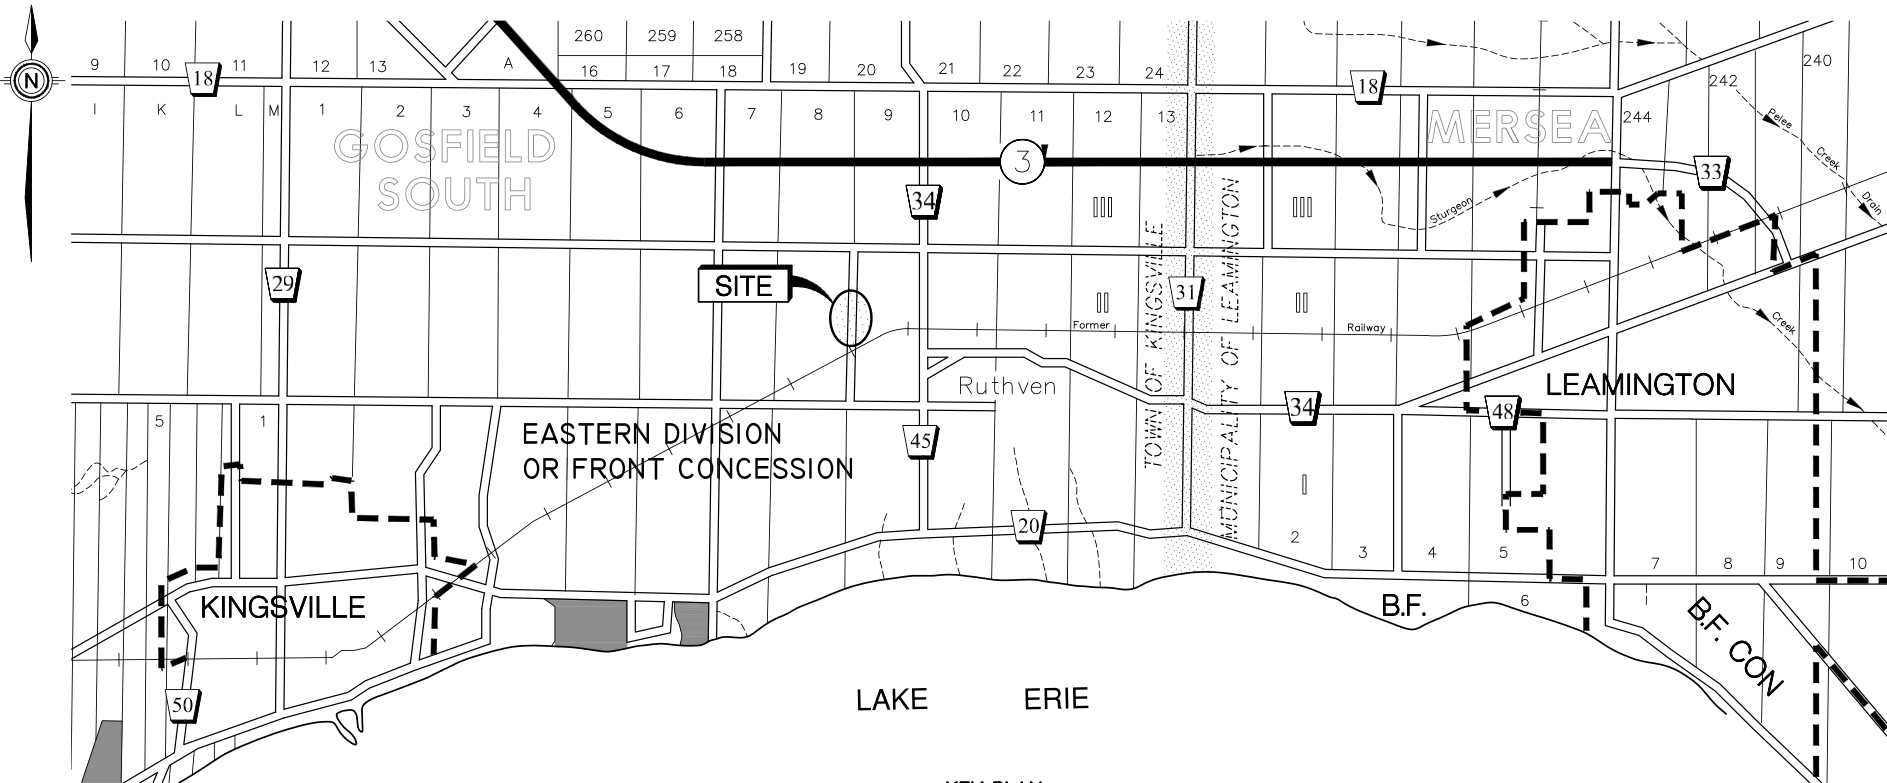 260 259 258
9 10 11 12 13 A 16 17 18 19 20 21 22 23 24
18
18
242
240
N
I K L M 1 2 3 4 5 6 7 8 9 10 11 12 13
244
GOSFIELD
SOUTH
MERSEA
Pelee
Creek
Drain
3
33
34
III
III
Sturgeon
TOWN OF KINGSVILLE
MUNICIPALITY OF LEAMINGTON
29
SITE
31
II
II
Former
Railway
Creek
Ruthven
LEAMINGTON
34
48
5 1
EASTERN DIVISION
OR FRONT CONCESSION
45
I
20
2 3 4 5
7 8 9 10
KINGSVILLE
B.F.
6
B.F. CON
50
LAKE ERIE
KEY PLAN